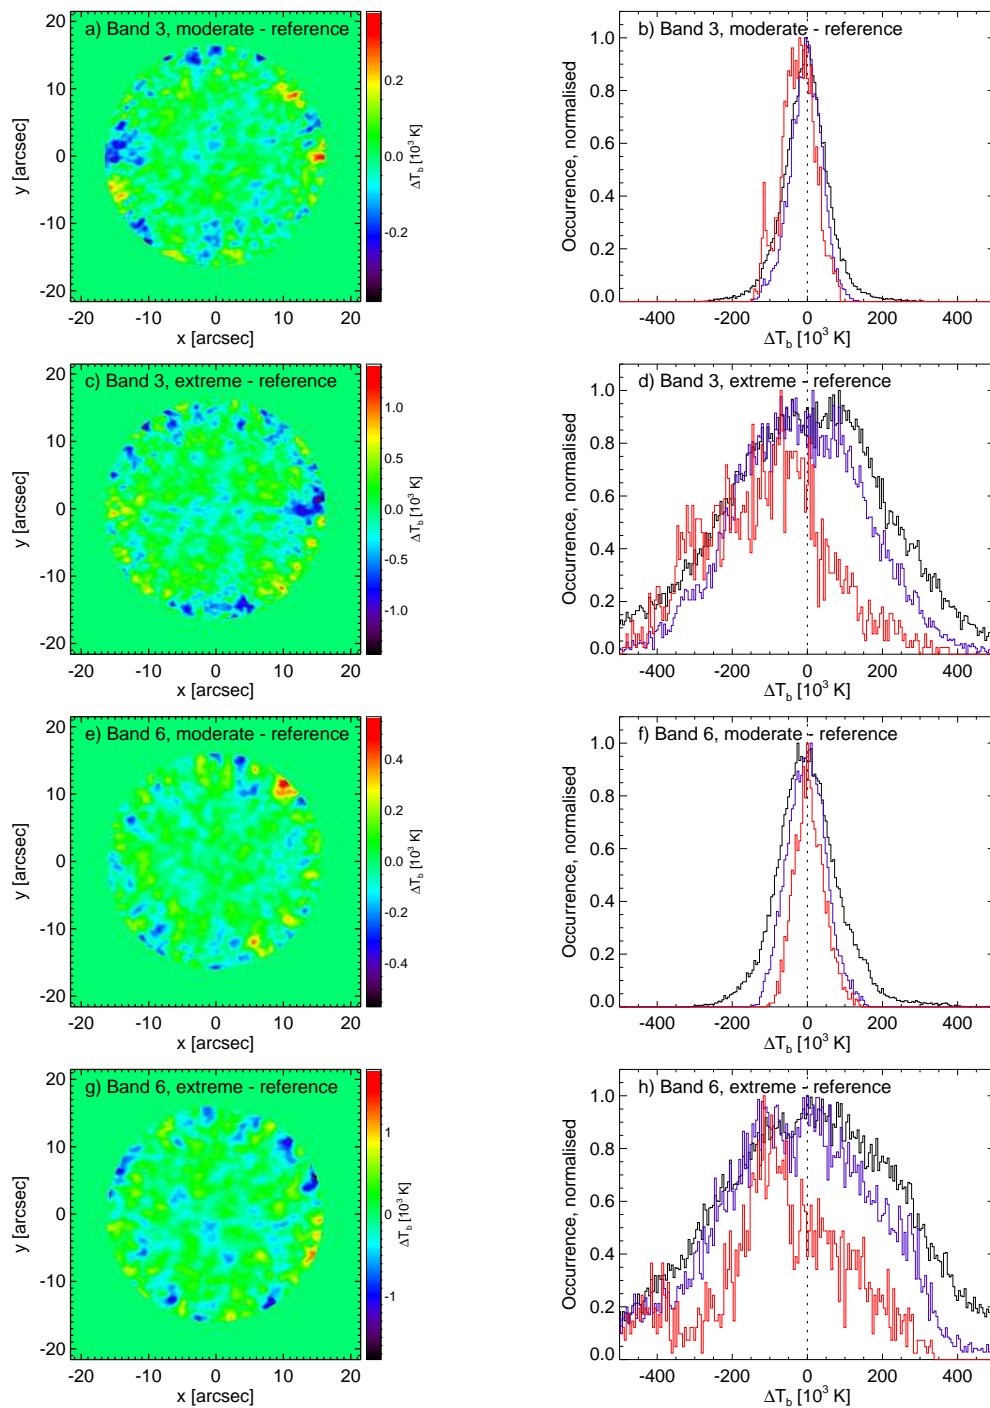 a) Band 3, moderate - reference
20
10
0
-10
-20
y [arcsec]
-20 -10 0 10 20
x [arcsec]
0.2
0.0
-0.2
ΔT_b [10^3 K]
b) Band 3, moderate - reference
1.0
0.8
0.6
0.4
0.2
0.0
Occurrence, normalised
-400 -200 0 200 400
ΔT_b [10^3 K]
c) Band 3, extreme - reference
20
10
0
-10
-20
y [arcsec]
-20 -10 0 10 20
x [arcsec]
1.0
0.5
0.0
-0.5
-1.0
ΔT_b [10^3 K]
d) Band 3, extreme - reference
1.0
0.8
0.6
0.4
0.2
0.0
Occurrence, normalised
-400 -200 0 200 400
ΔT_b [10^3 K]
e) Band 6, moderate - reference
20
10
0
-10
-20
y [arcsec]
-20 -10 0 10 20
x [arcsec]
0.4
0.2
0.0
-0.2
-0.4
ΔT_b [10^3 K]
f) Band 6, moderate - reference
1.0
0.8
0.6
0.4
0.2
0.0
Occurrence, normalised
-400 -200 0 200 400
ΔT_b [10^3 K]
g) Band 6, extreme - reference
20
10
0
-10
-20
y [arcsec]
-20 -10 0 10 20
x [arcsec]
1
0
-1
ΔT_b [10^3 K]
h) Band 6, extreme - reference
1.0
0.8
0.6
0.4
0.2
0.0
Occurrence, normalised
-400 -200 0 200 400
ΔT_b [10^3 K]